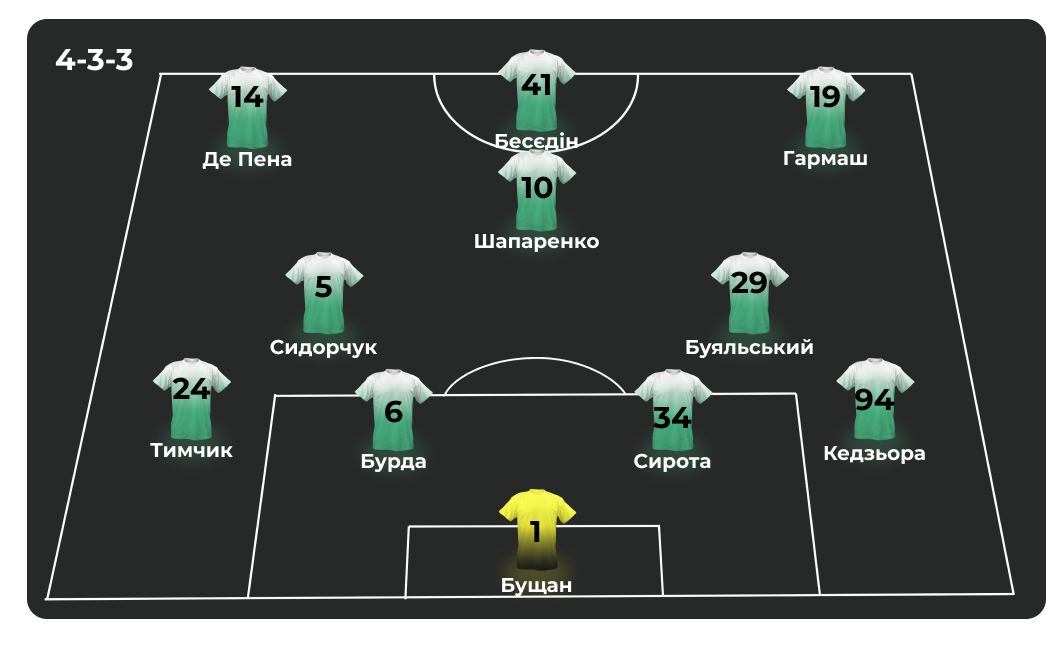 4-3-3
14
41
19
Де Пена
Бесєдін
Гармаш
10
Шапаренко
5
29
Сидорчук
Буяльський
24
6
34
94
Тимчик
Бурда
Сирота
Кедзьора
1
Бущан